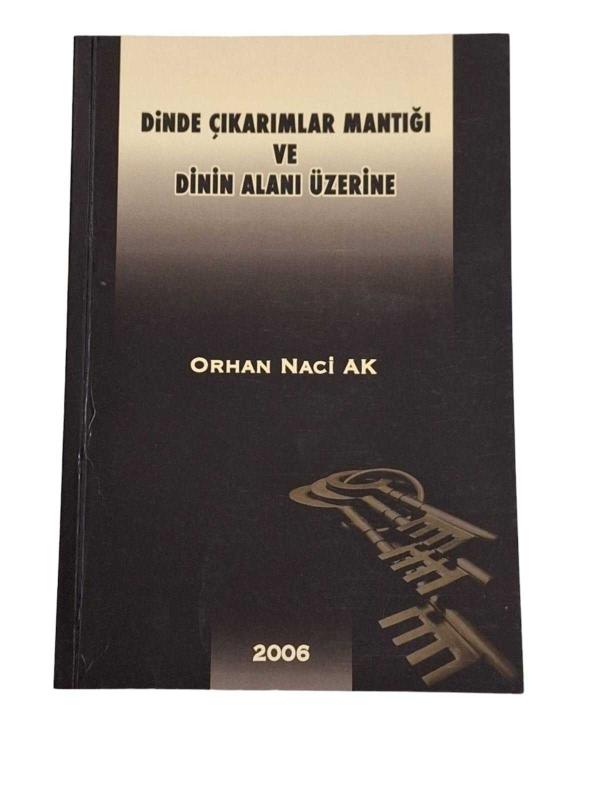 DİNDE ÇIKARIMLAR MANTIĞI
VE
DİNİN ALANI ÜZERİNE
ORHAN NACİ AK
2006